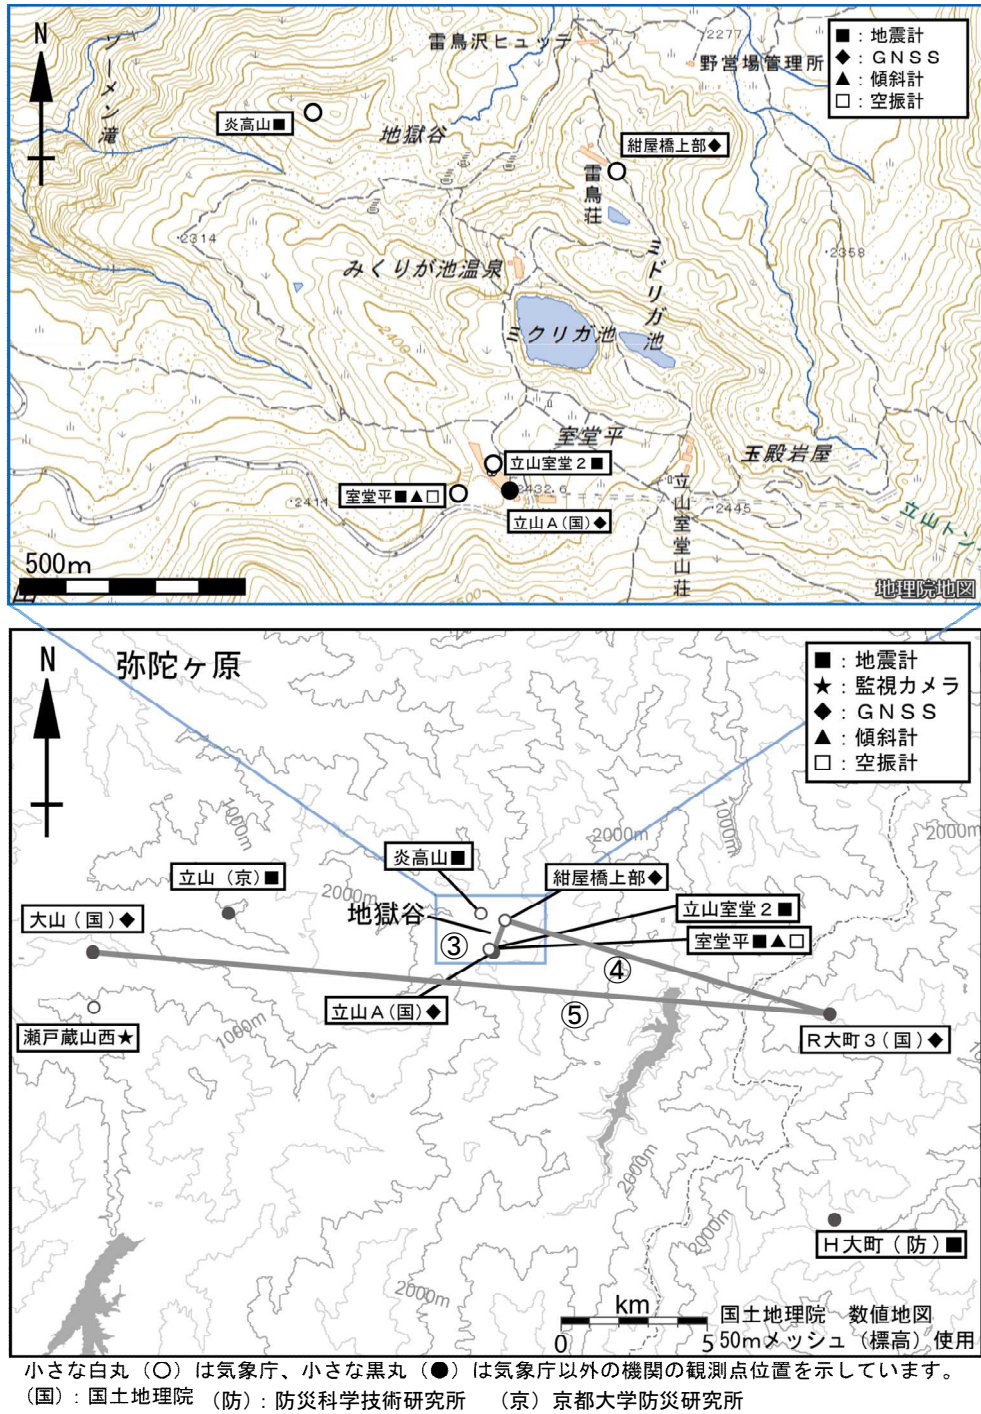 N
ソーメン滝
雷鳥沢ヒュッテ
・2277
野営場管理所
■：地震計
◆：ＧＮＳＳ
▲：傾斜計
□：空振計
炎高山■
地獄谷
紺屋橋上部◆
雷鳥荘
・2314
・2358
みくりが池温泉
ミドリガ池
ミクリガ池
2400
室堂平
玉殿岩屋
立山室堂２■
室堂平■▲□
・2411
2432.6
・2445
立山Ａ（国）◆
立山室堂山荘
立山トン
500m
2500
地理院地図
N
弥陀ヶ原
■：地震計
★：監視カメラ
◆：ＧＮＳＳ
▲：傾斜計
□：空振計
1000m
1000m
2000m
2000m
炎高山■
紺屋橋上部◆
立山（京）■
2000m
地獄谷
立山室堂２■
大山（国）◆
③
室堂平■▲□
④
立山Ａ（国）◆
⑤
瀬戸蔵山西★
1000m
Ｒ大町３（国）◆
2000m
2000m
Ｈ大町（防）■
2000m
km
0
5
国土地理院　数値地図
50mメッシュ（標高）使用
小さな白丸（○）は気象庁、小さな黒丸（●）は気象庁以外の機関の観測点位置を示しています。
（国）：国土地理院　（防）：防災科学技術研究所　（京）京都大学防災研究所